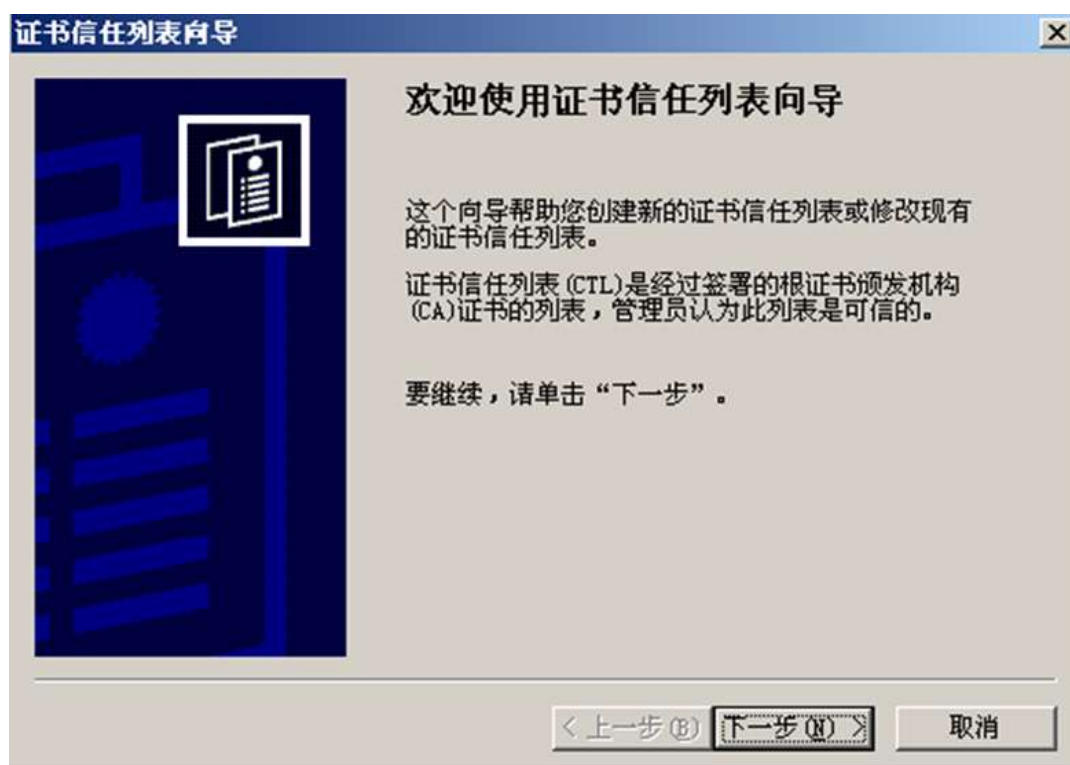 证书信任列表向导
欢迎使用证书信任列表向导
这个向导帮助您创建新的证书信任列表或修改现有
的证书信任列表。
证书信任列表(CTL)是经过签署的根证书颁发机构
(CA)证书的列表，管理员认为此列表是可信的。
要继续，请单击“下一步”。
< 上一步(B) 下一步(N) > 取消